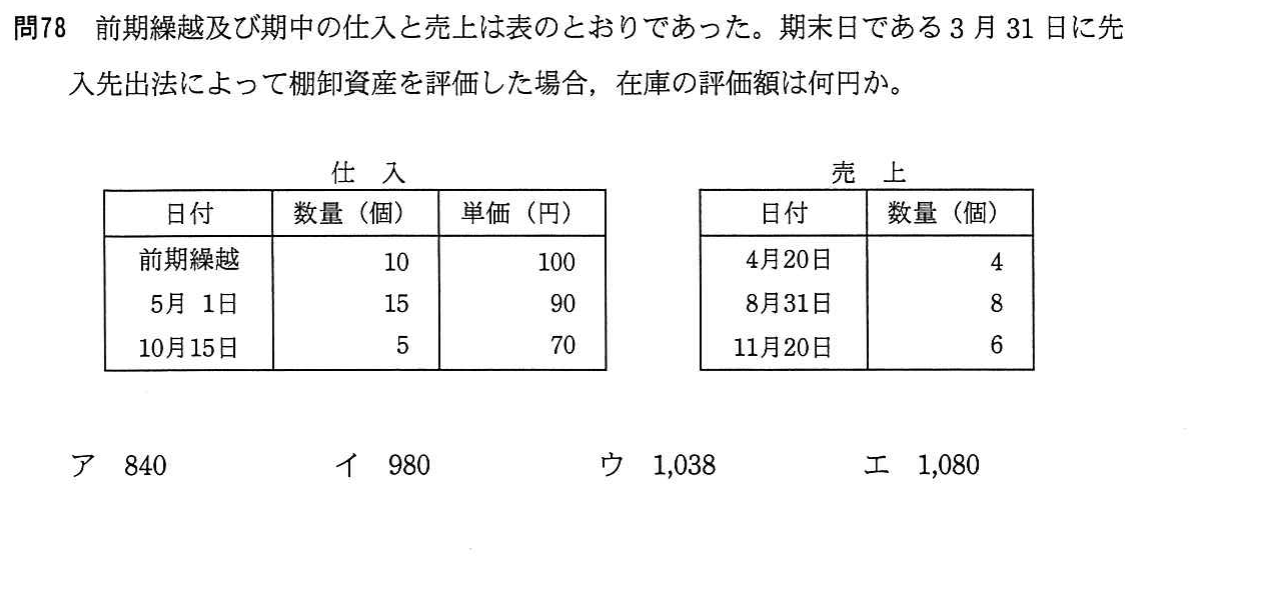 問78 前期繰越及び期中の仕入と売上は表のとおりであった。期末日である3月31日に先
入先出法によって棚卸資産を評価した場合，在庫の評価額は何円か。
仕 入
日付 数量（個） 単価（円）
前期繰越 10 100
5月 1日 15 90
10月15日 5 70
売 上
日付 数量（個）
4月20日 4
8月31日 8
11月20日 6
ア 840 イ 980 ウ 1,038 エ 1,080